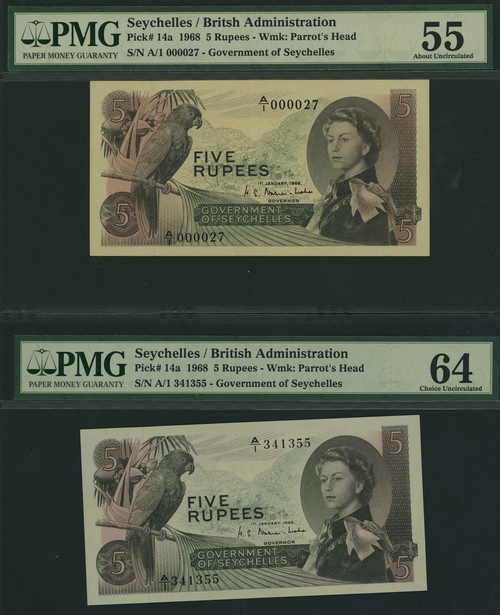 PMG
PAPER MONEY GUARANTY
Seychelles / Britsh Administration
Pick# 14a 1968 5 Rupees - Wmk: Parrot's Head
S/N A/1 000027 - Government of Seychelles
55
About Uncirculated
5
A/1 000027
5
FIVE
RUPEES
1ST JANUARY, 1968.
GOVERNOR
5
GOVERNMENT
OF SEYCHELLES
5
A/1 000027
PMG
PAPER MONEY GUARANTY
Seychelles / British Administration
Pick# 14a 1968 5 Rupees - Wmk: Parrot's Head
S/N A/1 341355 - Government of Seychelles
64
Choice Uncirculated
5
A/1 341355
5
FIVE
RUPEES
1ST JANUARY, 1968.
GOVERNOR
5
GOVERNMENT
OF SEYCHELLES
5
A/1 341355